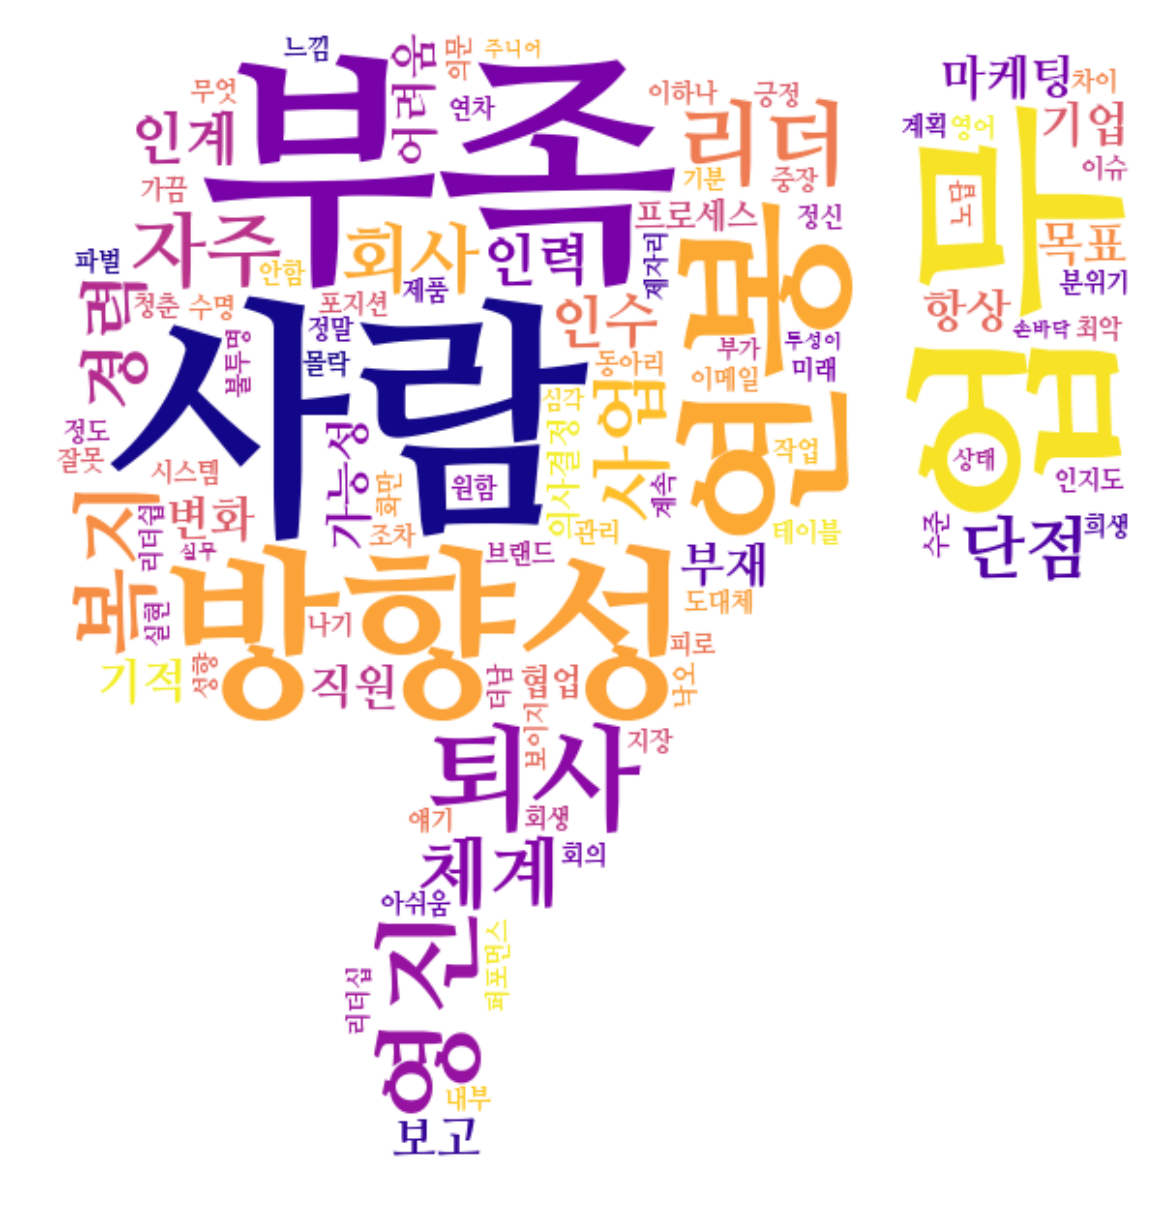 느낌
어려움
의문
주니어
무엇
부족
연차
이하나
긍정
마케팅
차이
인계
리더
계획
영어
기업
가끔
기분
중장
업무
이슈
노답
자주
회사
인력
프로세스
정신
목표
파벌
안함
제품
제자리
연봉
분위기
경력
청춘
수명
포지션
인수
항상
불투명
정말
몰락
동아리
부가
투성이
손바닥
최악
사람
이메일
미래
정도
가능성
심각
사업
잘못
시스템
의사결정
작업
상태
인지도
복지
리더쉽
변화
화만
원함
계속
조차
관리
테이블
수준
단점
희생
실무
브랜드
부재
방향성
실현
나기
도대체
피로
기적
성향
직원
더남
협업
낙오
보이지
퇴사
지장
얘기
회생
체계
회의
아쉬움
영진
퍼포먼스
리더십
내부
보고